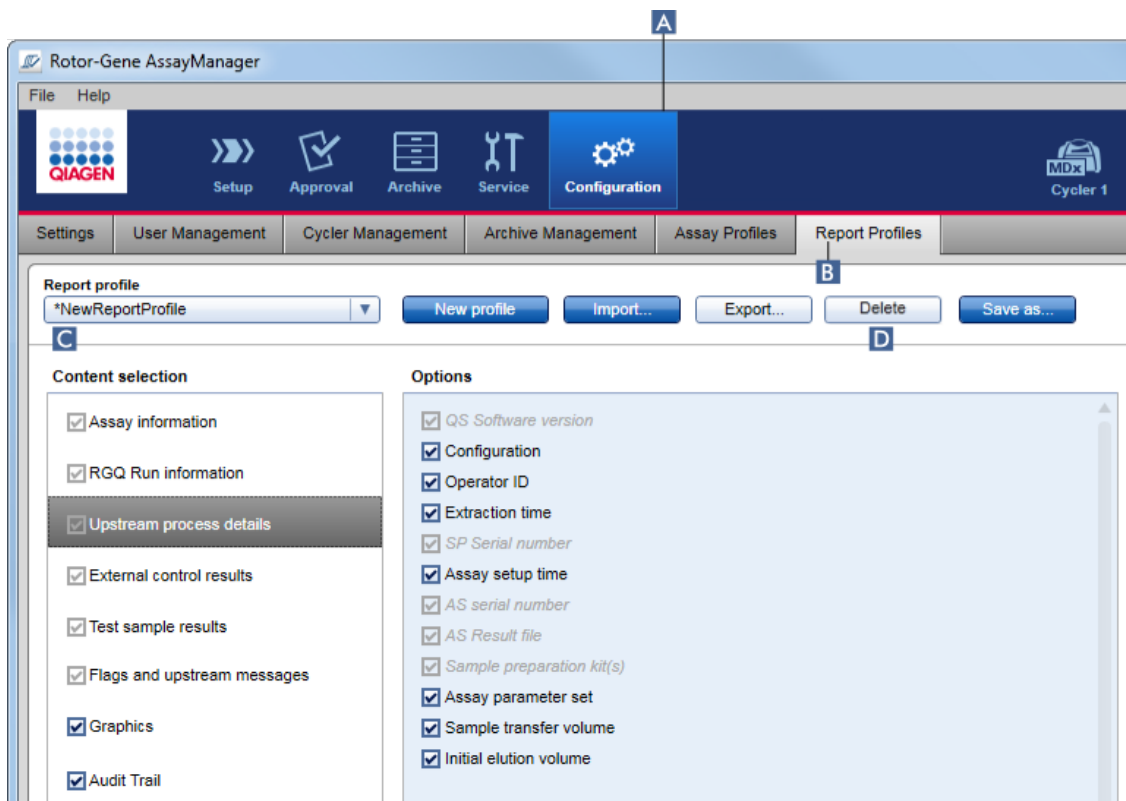 A
Rotor-Gene AssayManager
File Help
QIAGEN
Setup Approval Archive Service Configuration
MDx
Cycler 1
Settings User Management Cycler Management Archive Management Assay Profiles Report Profiles
B
Report profile
*NewReportProfile New profile Import... Export... Delete Save as...
C D
Content selection
Assay information
RGQ Run information
Upstream process details
External control results
Test sample results
Flags and upstream messages
Graphics
Audit Trail
Options
QS Software version
Configuration
Operator ID
Extraction time
SP Serial number
Assay setup time
AS serial number
AS Result file
Sample preparation kit(s)
Assay parameter set
Sample transfer volume
Initial elution volume